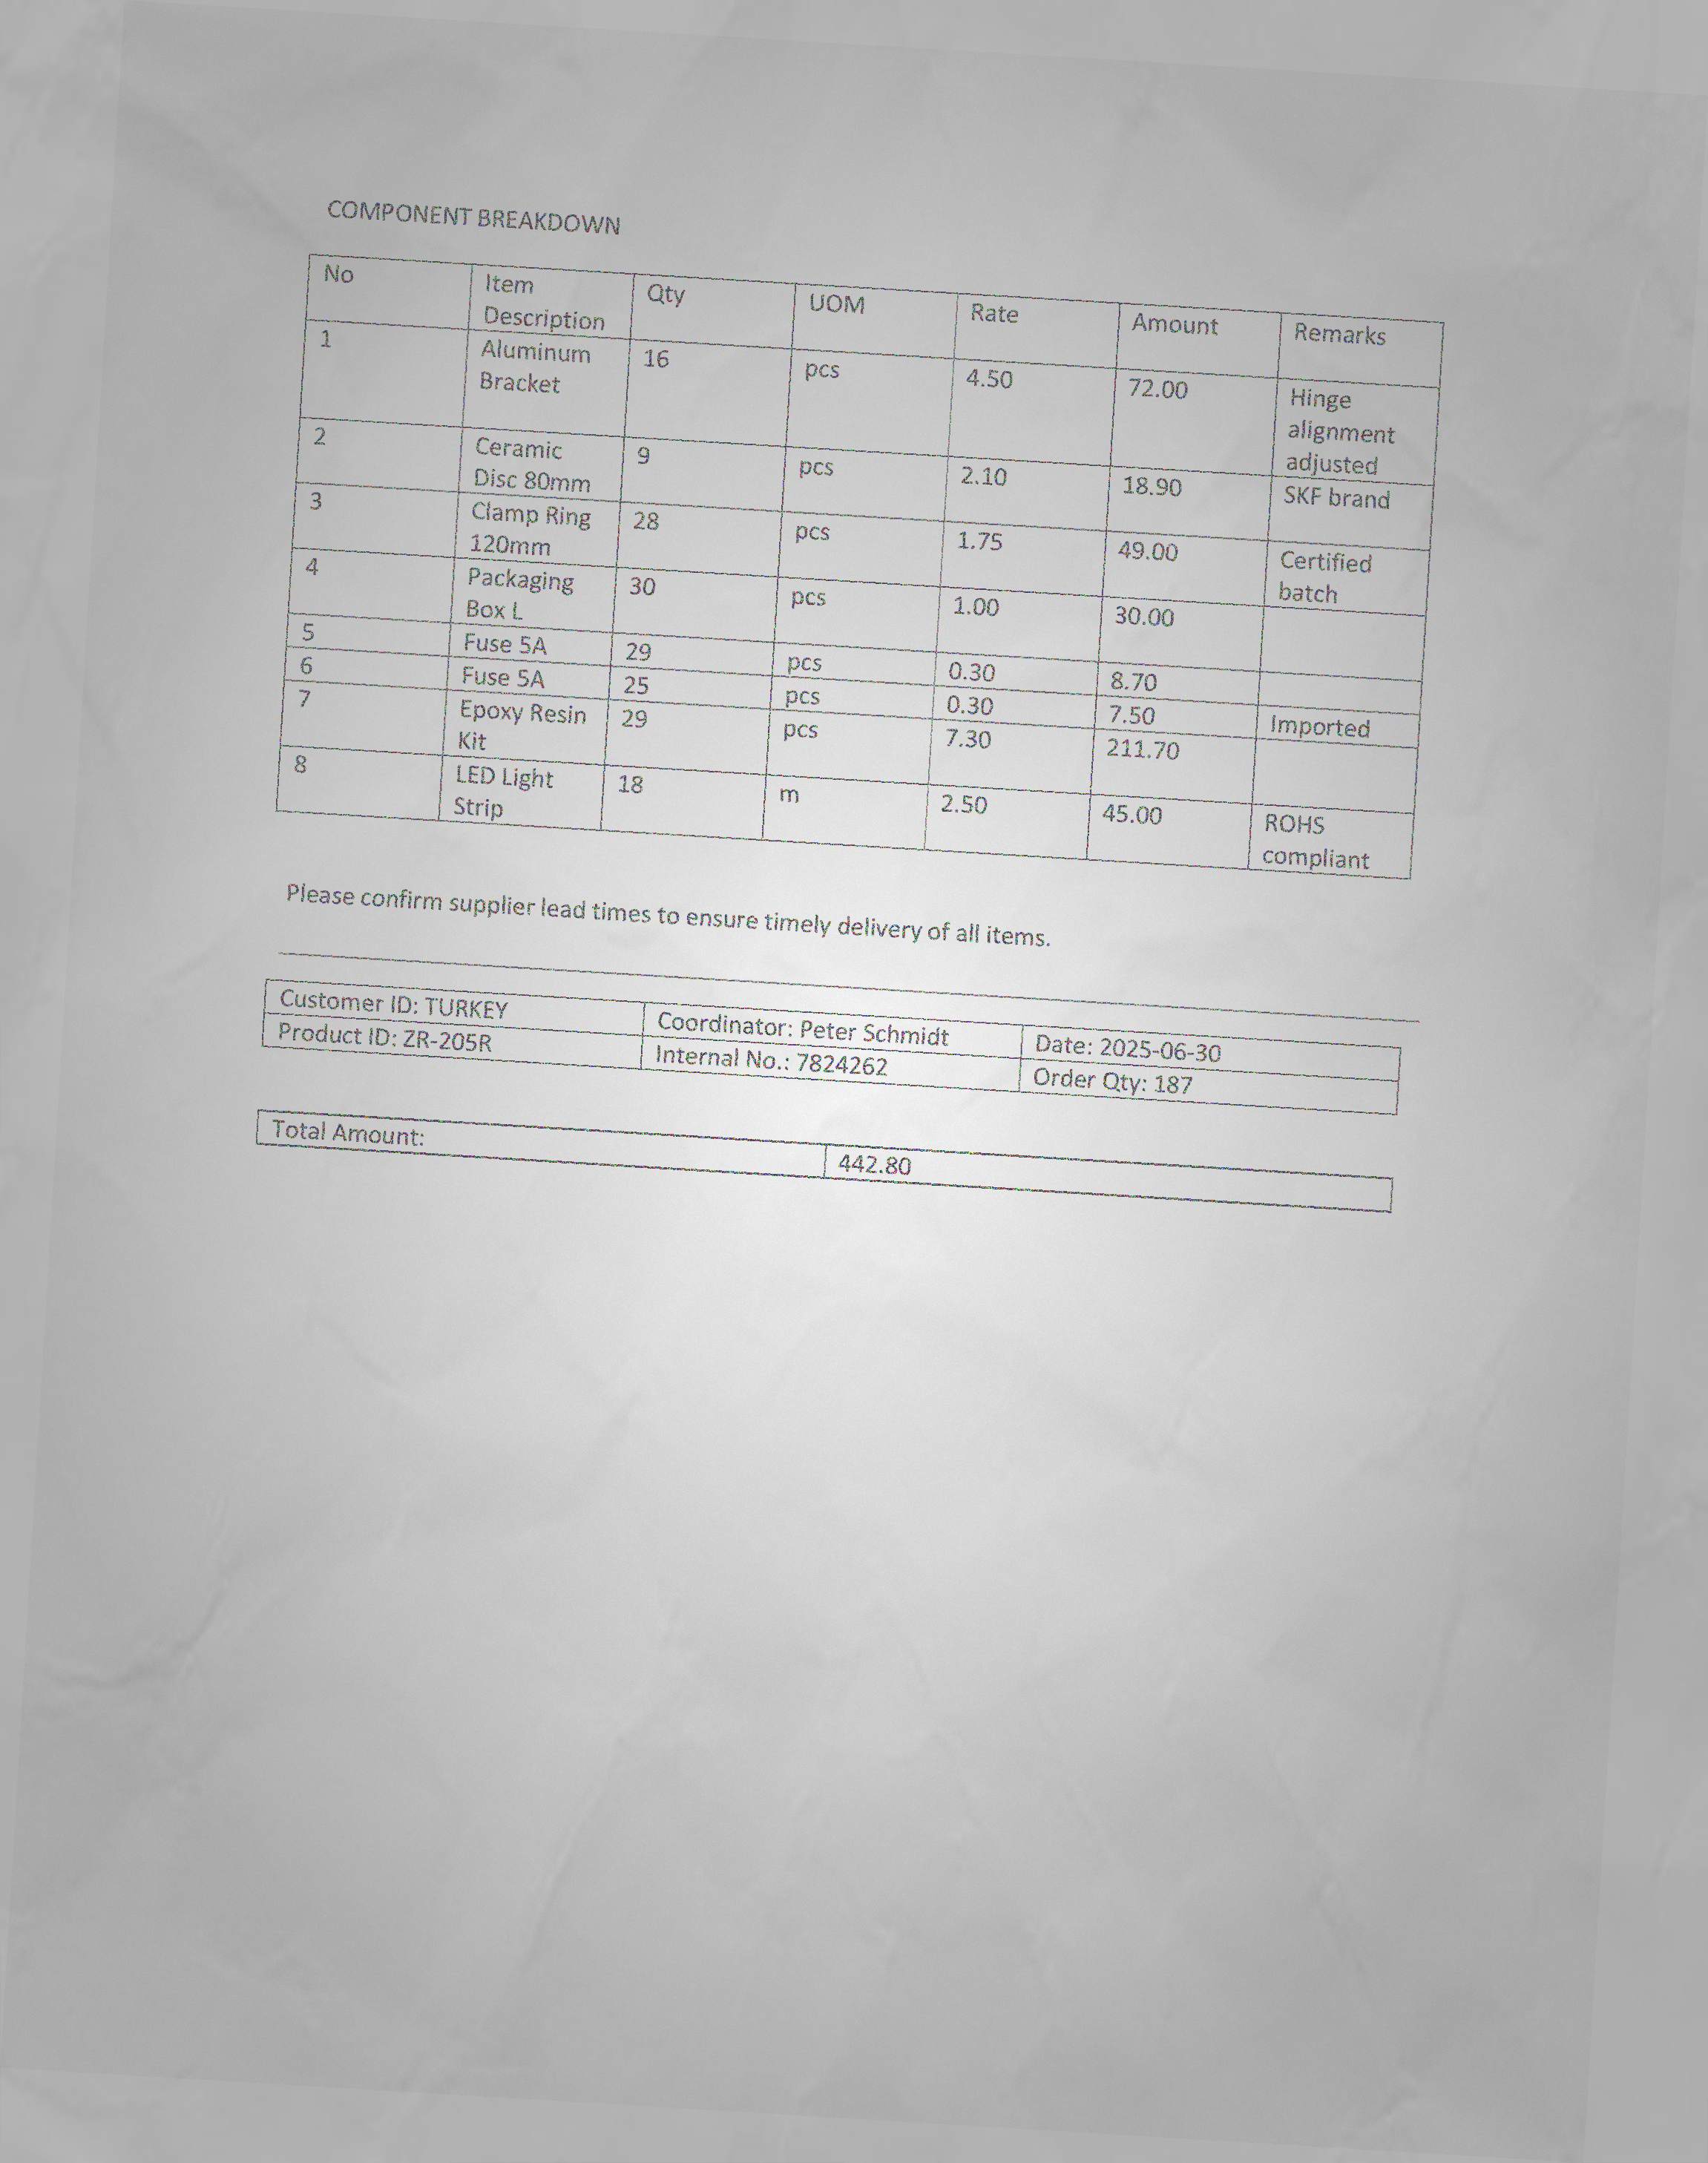 COMPONENT BREAKDOWN
No Item Description Qty UOM Rate Amount Remarks
1 Aluminum Bracket 16 pcs 4.50 72.00 Hinge alignment adjusted
2 Ceramic Disc 80mm 9 pcs 2.10 18.90 SKF brand
3 Clamp Ring 120mm 28 pcs 1.75 49.00 Certified batch
4 Packaging Box L 30 pcs 1.00 30.00
5 Fuse 5A 29 pcs 0.30 8.70
6 Fuse 5A 25 pcs 0.30 7.50 Imported
7 Epoxy Resin Kit 29 pcs 7.30 211.70
8 LED Light Strip 18 m 2.50 45.00 ROHS compliant
Please confirm supplier lead times to ensure timely delivery of all items.
Customer ID: TURKEY Coordinator: Peter Schmidt Date: 2025-06-30
Product ID: ZR-205R Internal No.: 7824262 Order Qty: 187
Total Amount: 442.80